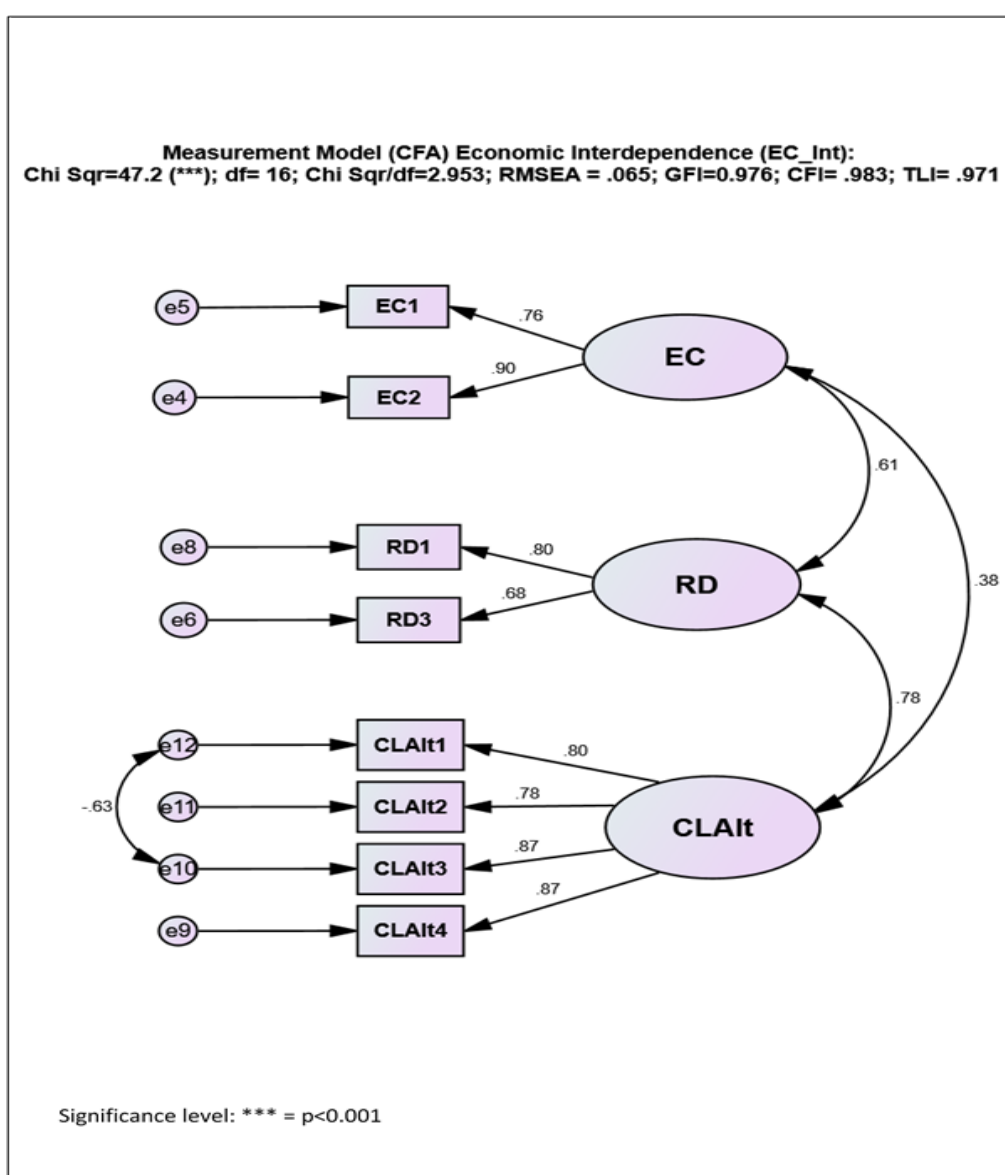 Measurement Model (CFA) Economic Interdependence (EC_Int):
Chi Sqr=47.2 (***); df= 16; Chi Sqr/df=2.953; RMSEA = .065; GFI=0.976; CFI= .983; TLI= .971
e5
EC1
.76
EC
e4
EC2
.90
.61
e8
RD1
.80
RD
.38
e6
RD3
.68
.78
e12
CLAlt1
.80
-.63
e11
CLAlt2
.78
CLAlt
e10
CLAlt3
.87
e9
CLAlt4
.87
Significance level: *** = p<0.001